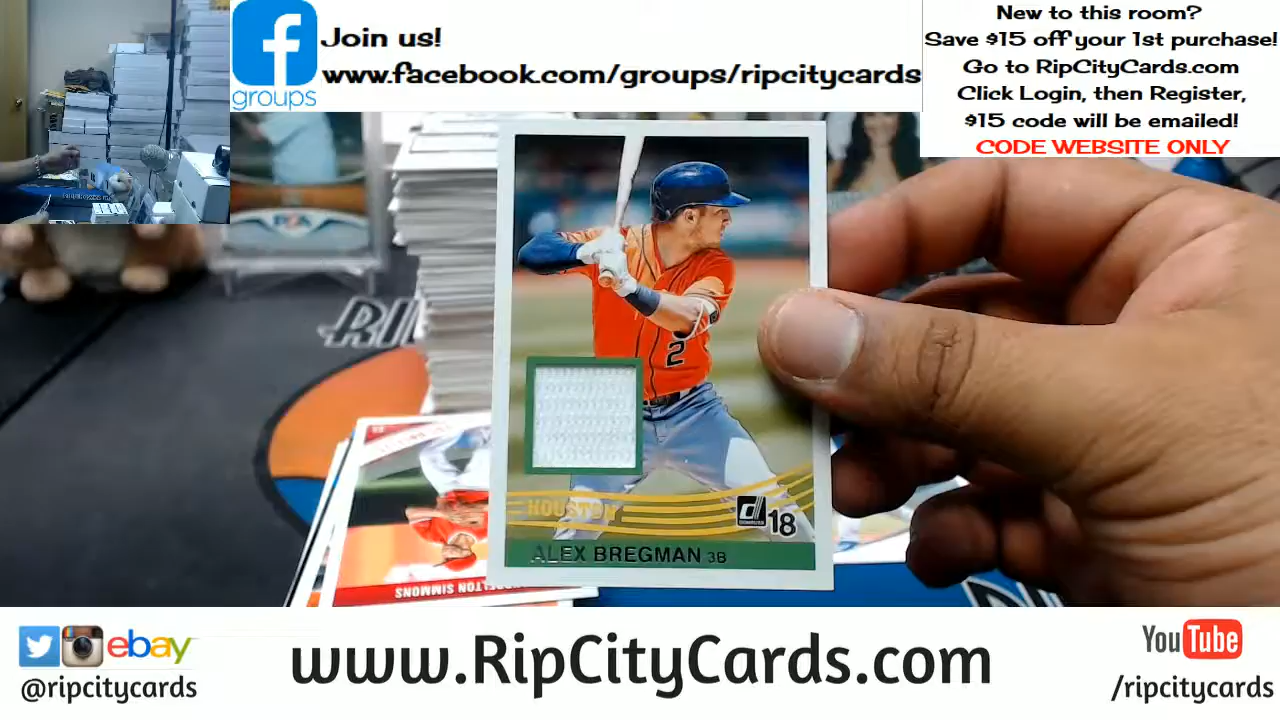 Join us!
www.facebook.com/groups/ripcitycards
groups
New to this room?
Save $15 off your 1st purchase!
Go to RipCityCards.com
Click Login, then Register,
$15 code will be emailed!
CODE WEBSITE ONLY
2
HOUSTON
18
ALEX BREGMAN 3B
SIMMONS
ebay
@ripcitycards
www.RipCityCards.com
YouTube
/ripcitycards